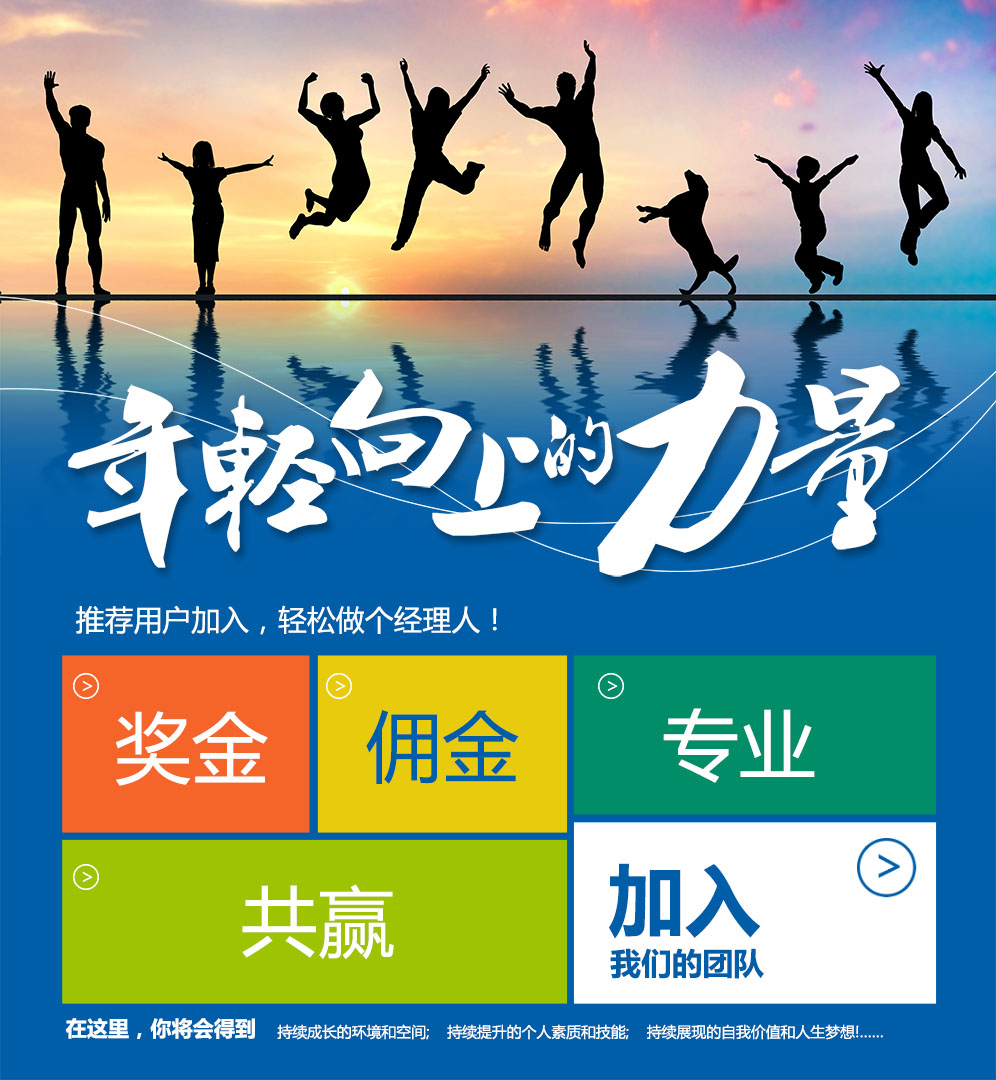 年輕向上的力量
推荐用户加入，轻松做个经理人！
奖金
佣金
专业
共赢
加入
我们的团队
在这里，你将会得到 持续成长的环境和空间; 持续提升的个人素质和技能; 持续展现的自我价值和人生梦想!......